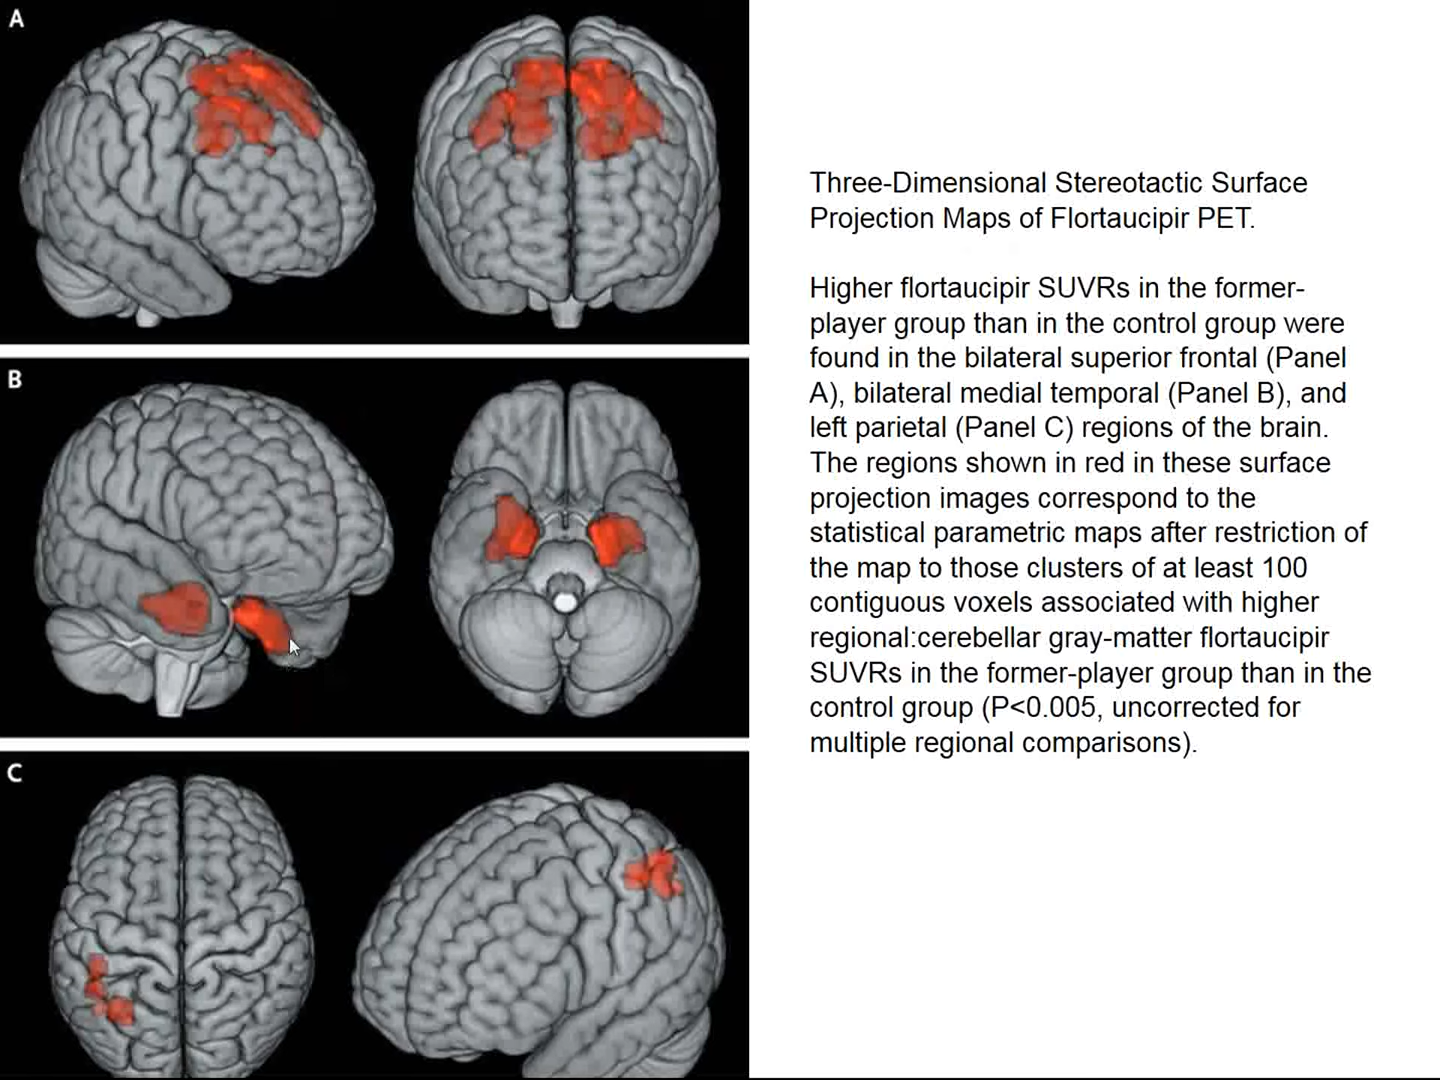 A
B
C
Three-Dimensional Stereotactic Surface
Projection Maps of Flortaucipir PET.
Higher flortaucipir SUVRs in the former-
player group than in the control group were
found in the bilateral superior frontal (Panel
A), bilateral medial temporal (Panel B), and
left parietal (Panel C) regions of the brain.
The regions shown in red in these surface
projection images correspond to the
statistical parametric maps after restriction of
the map to those clusters of at least 100
contiguous voxels associated with higher
regional:cerebellar gray-matter flortaucipir
SUVRs in the former-player group than in the
control group (P<0.005, uncorrected for
multiple regional comparisons).